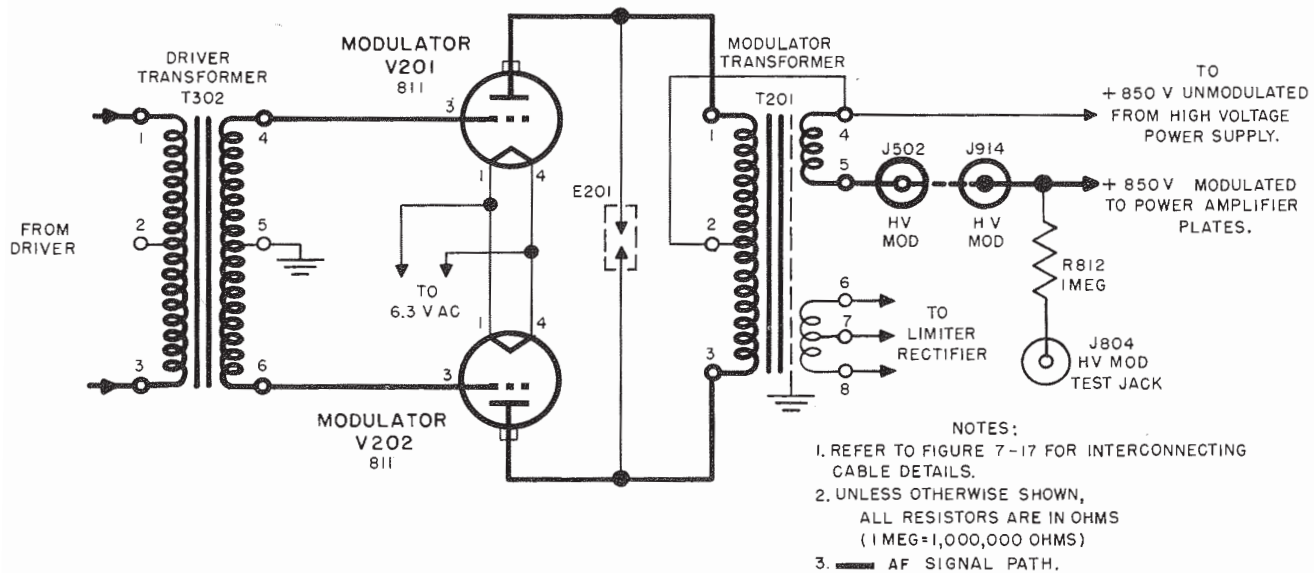 DRIVER
TRANSFORMER
T302
1
2
3
4
5
6
FROM
DRIVER
MODULATOR
V201
811
3
1
4
TO
6.3 VAC
1
4
3
MODULATOR
V202
811
E201
MODULATOR
TRANSFORMER
T201
1
2
3
4
5
6
7
8
J502
HV
MOD
J914
HV
MOD
TO
+ 850 V UNMODULATED
FROM HIGH VOLTAGE
POWER SUPPLY.
+ 850V MODULATED
TO POWER AMPLIFIER
PLATES.
R812
1MEG
TO
LIMITER
RECTIFIER
J804
HV MOD
TEST JACK
NOTES:
1. REFER TO FIGURE 7-17 FOR INTERCONNECTING
CABLE DETAILS.
2. UNLESS OTHERWISE SHOWN,
ALL RESISTORS ARE IN OHMS
(1 MEG=1,000,000 OHMS)
3. AF SIGNAL PATH.